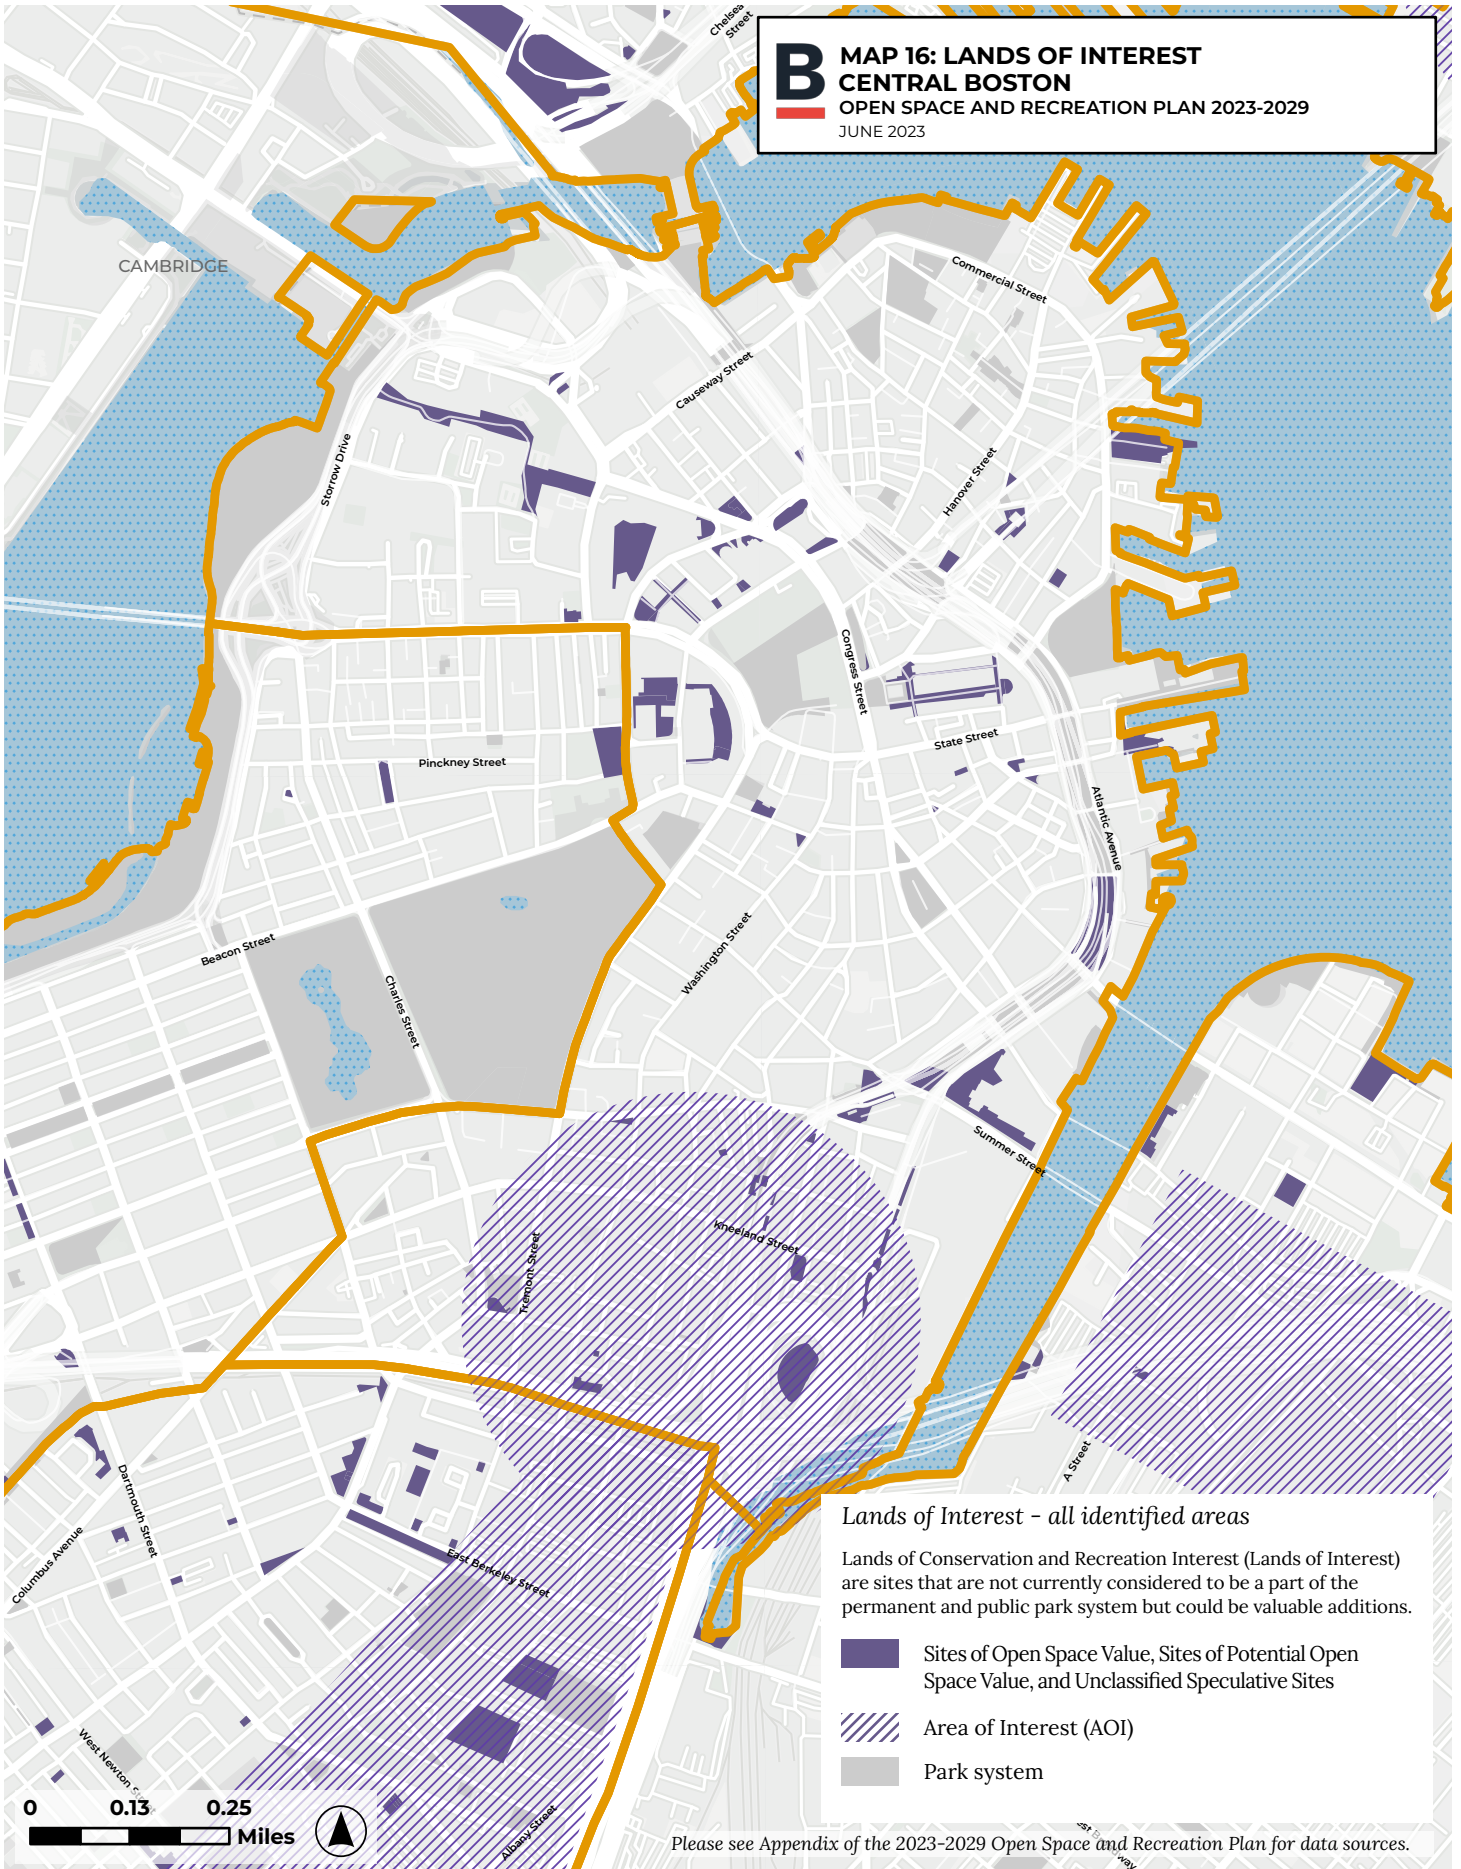 Chelsea
Street
B
MAP 16: LANDS OF INTEREST
CENTRAL BOSTON
OPEN SPACE AND RECREATION PLAN 2023-2029
JUNE 2023
CAMBRIDGE
Commercial Street
Causeway Street
Storrow Drive
Hanover Street
Congress Street
State Street
Pinckney Street
Atlantic Avenue
Washington Street
Beacon Street
Charles Street
Summer Street
Kneeland Street
Tremont Street
A Street
Dartmouth Street
Columbus Avenue
East Berkeley Street
West Newton Street
Albany Street
Lands of Interest - all identified areas
Lands of Conservation and Recreation Interest (Lands of Interest)
are sites that are not currently considered to be a part of the
permanent and public park system but could be valuable additions.
Sites of Open Space Value, Sites of Potential Open
Space Value, and Unclassified Speculative Sites
Area of Interest (AOI)
Park system
0 0.13 0.25
Miles
Please see Appendix of the 2023-2029 Open Space and Recreation Plan for data sources.